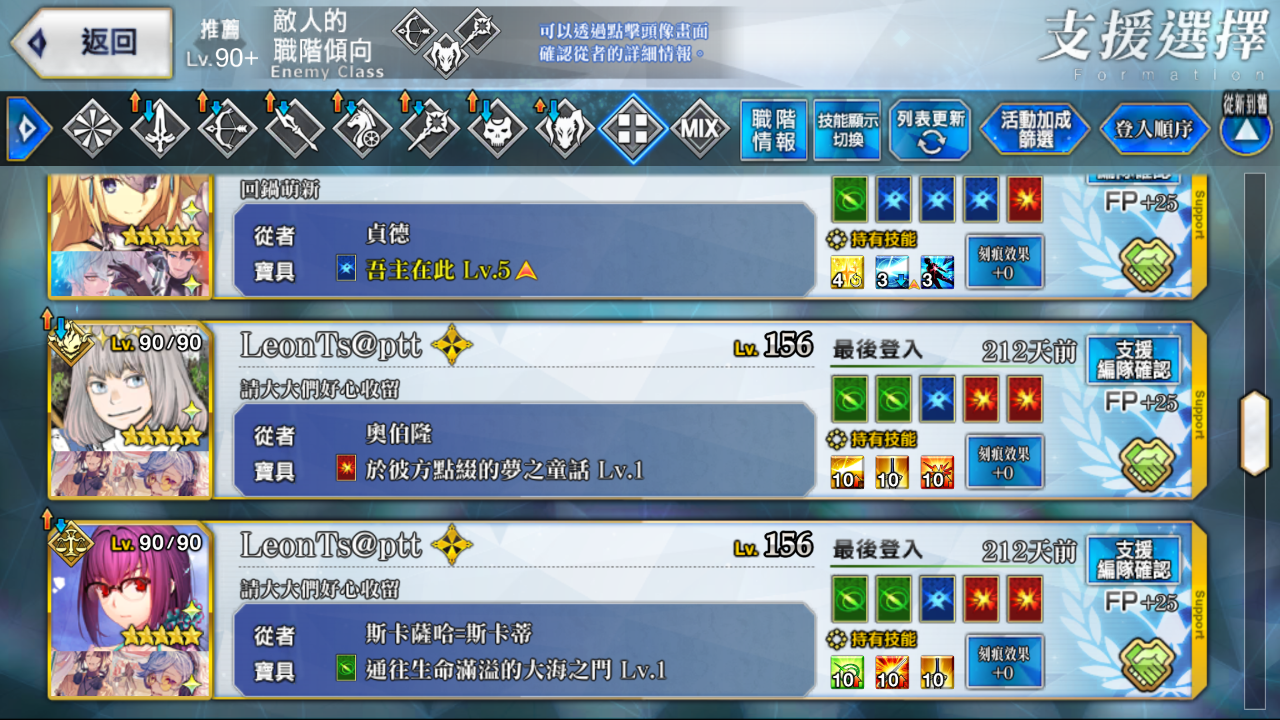 返回
推薦
Lv.90+
敵人的
職階傾向
Enemy Class
可以透過點擊頭像畫面
確認從者的詳細情報。
支援選擇
Formation
MIX
職階
情報
技能顯示
切換
列表更新
活動加成
篩選
登入順序
從新到舊
回鍋萌新
從者 貞德
寶具 吾主在此 Lv.5
持有技能
4 3 3
刻痕效果
+0
編隊確認
FP+25
Support
Lv. 90/90
LeonTs@ptt
Lv. 156
請大大們好心收留
從者 奧伯隆
寶具 於彼方點綴的夢之童話 Lv.1
最後登入 212天前
持有技能
10 10 10
刻痕效果
+0
支援
編隊確認
FP+25
Support
Lv. 90/90
LeonTs@ptt
Lv. 156
請大大們好心收留
從者 斯卡薩哈=斯卡蒂
寶具 通往生命滿溢的大海之門 Lv.1
最後登入 212天前
持有技能
10 10 10
刻痕效果
+0
支援
編隊確認
FP+25
Support